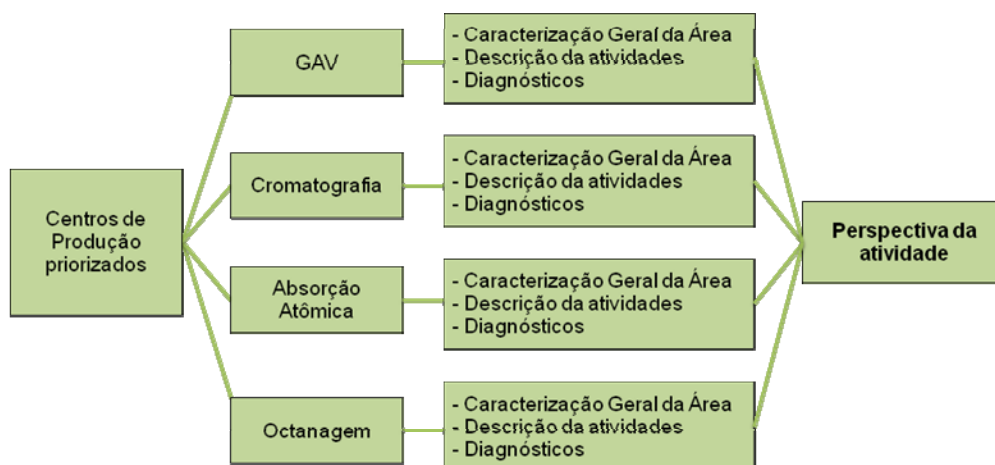 Centros de
Produção
priorizados
GAV
- Caracterização Geral da Área
- Descrição da atividades
- Diagnósticos
Cromatografia
- Caracterização Geral da Área
- Descrição da atividades
- Diagnósticos
Absorção
Atômica
- Caracterização Geral da Área
- Descrição da atividades
- Diagnósticos
Octanagem
- Caracterização Geral da Área
- Descrição da atividades
- Diagnósticos
Perspectiva da
atividade